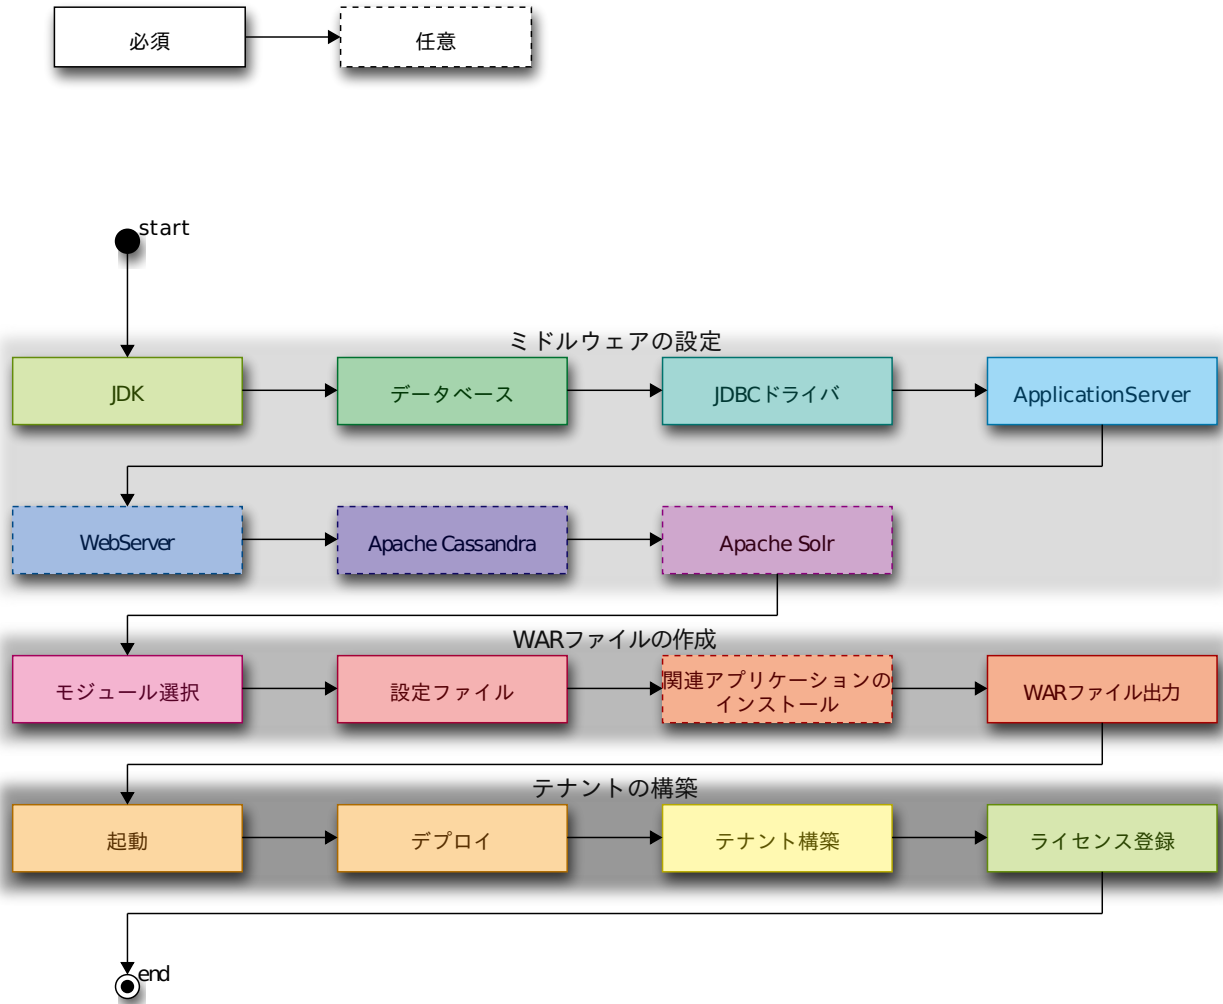 必須
任意
start
ミドルウェアの設定
JDK
データベース
JDBCドライバ
ApplicationServer
WebServer
Apache Cassandra
Apache Solr
WARファイルの作成
モジュール選択
設定ファイル
関連アプリケーションの
インストール
WARファイル出力
テナントの構築
起動
デプロイ
テナント構築
ライセンス登録
end